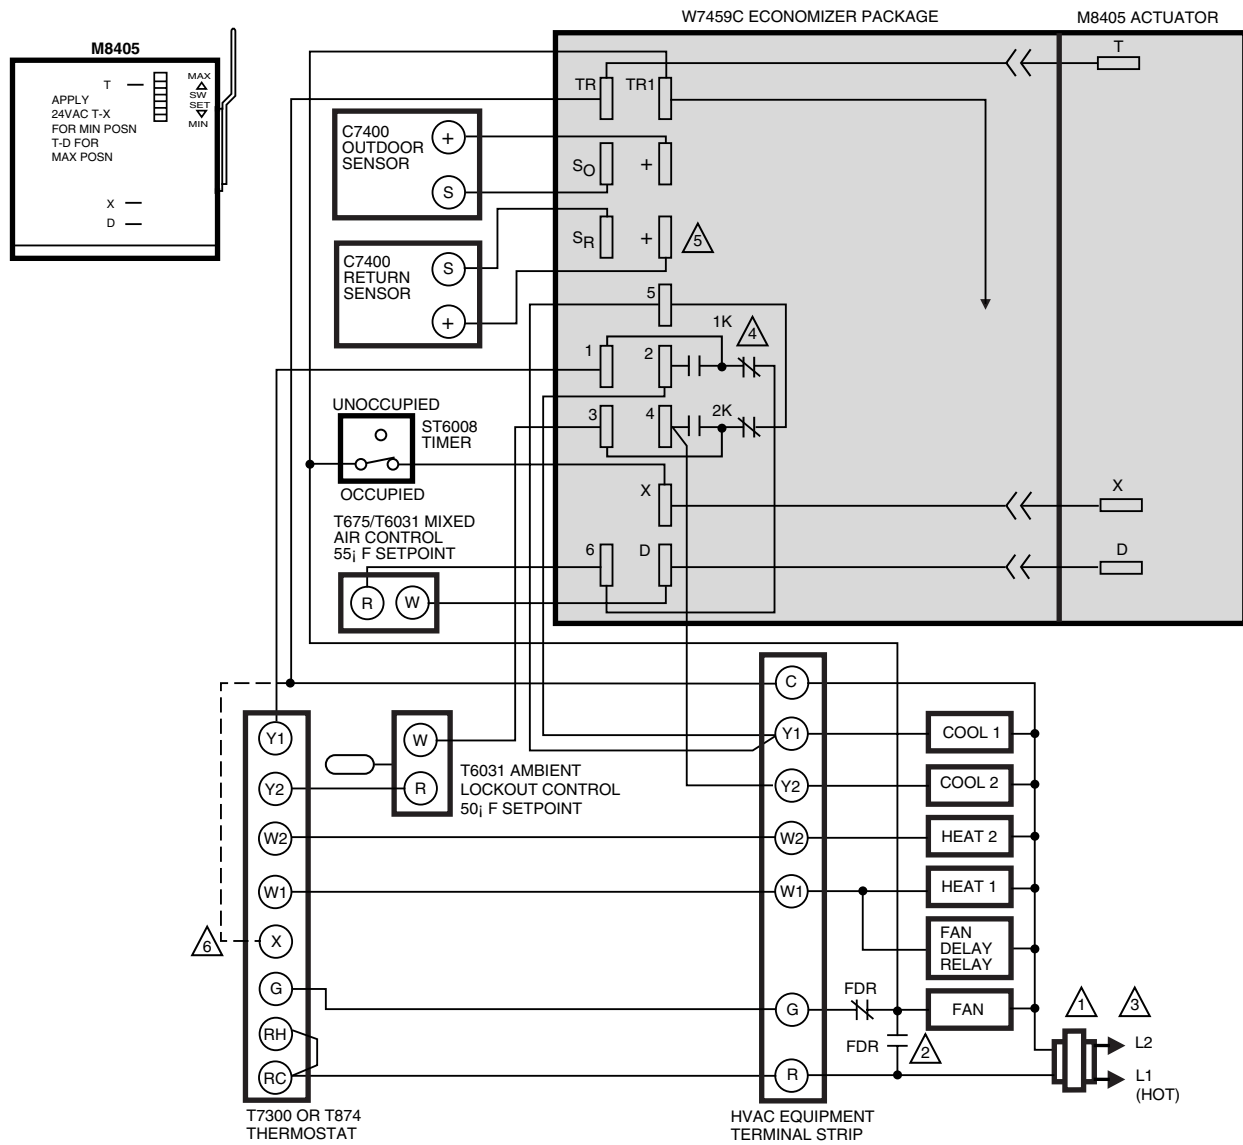 W7459C ECONOMIZER PACKAGE
M8405 ACTUATOR
M8405
T
APPLY
24VAC T-X
FOR MIN POSN
T-D FOR
MAX POSN
MAX
SW
SET
MIN
X
D
TR
TR1
T
C7400
OUTDOOR
SENSOR
+
S
SO
+
C7400
RETURN
SENSOR
S
+
SR
+
5
5
1K
4
1
2
UNOCCUPIED
ST6008
TIMER
OCCUPIED
3
4
2K
X
X
T675/T6031 MIXED
AIR CONTROL
55¡ F SETPOINT
R
W
6
D
D
C
Y1
W
Y1
COOL 1
T6031 AMBIENT
LOCKOUT CONTROL
50¡ F SETPOINT
Y2
R
Y2
COOL 2
W2
W2
HEAT 2
W1
W1
HEAT 1
6
X
FAN
DELAY
RELAY
G
G
FDR
FAN
1
3
RH
FDR
2
L2
RC
R
L1
(HOT)
T7300 OR T874
THERMOSTAT
HVAC EQUIPMENT
TERMINAL STRIP